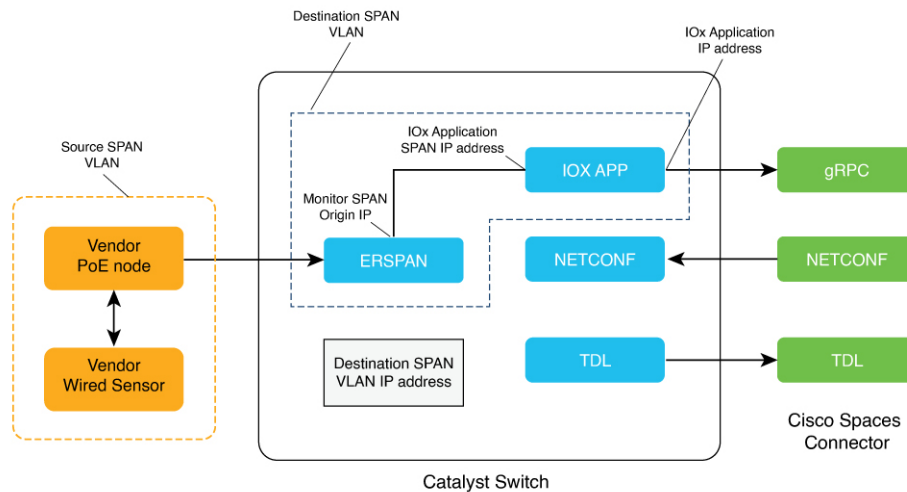 Destination SPAN
VLAN
IOx Application
IP address
Source SPAN
VLAN
IOx Application
SPAN IP address
IOX APP
gRPC
Monitor SPAN
Origin IP
Vendor
PoE node
ERSPAN
NETCONF
NETCONF
Vendor
Wired Sensor
Destination SPAN
VLAN IP address
TDL
TDL
Cisco Spaces
Connector
Catalyst Switch